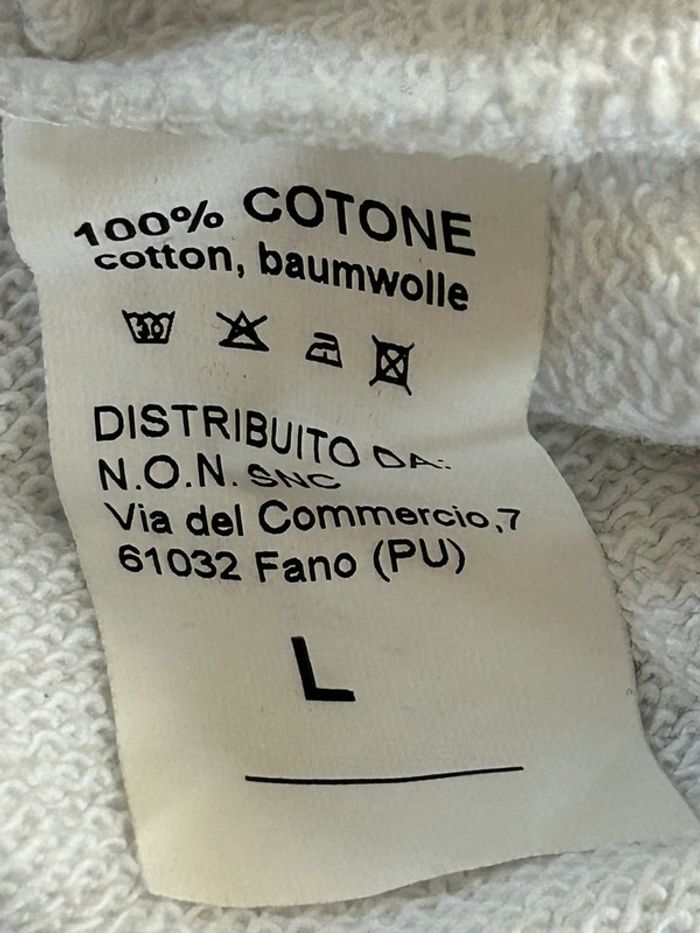 100% COTONE
cotton, baumwolle
30
DISTRIBUITO DA:
N.O.N. SNC
Via del Commercio,7
61032 Fano (PU)
L